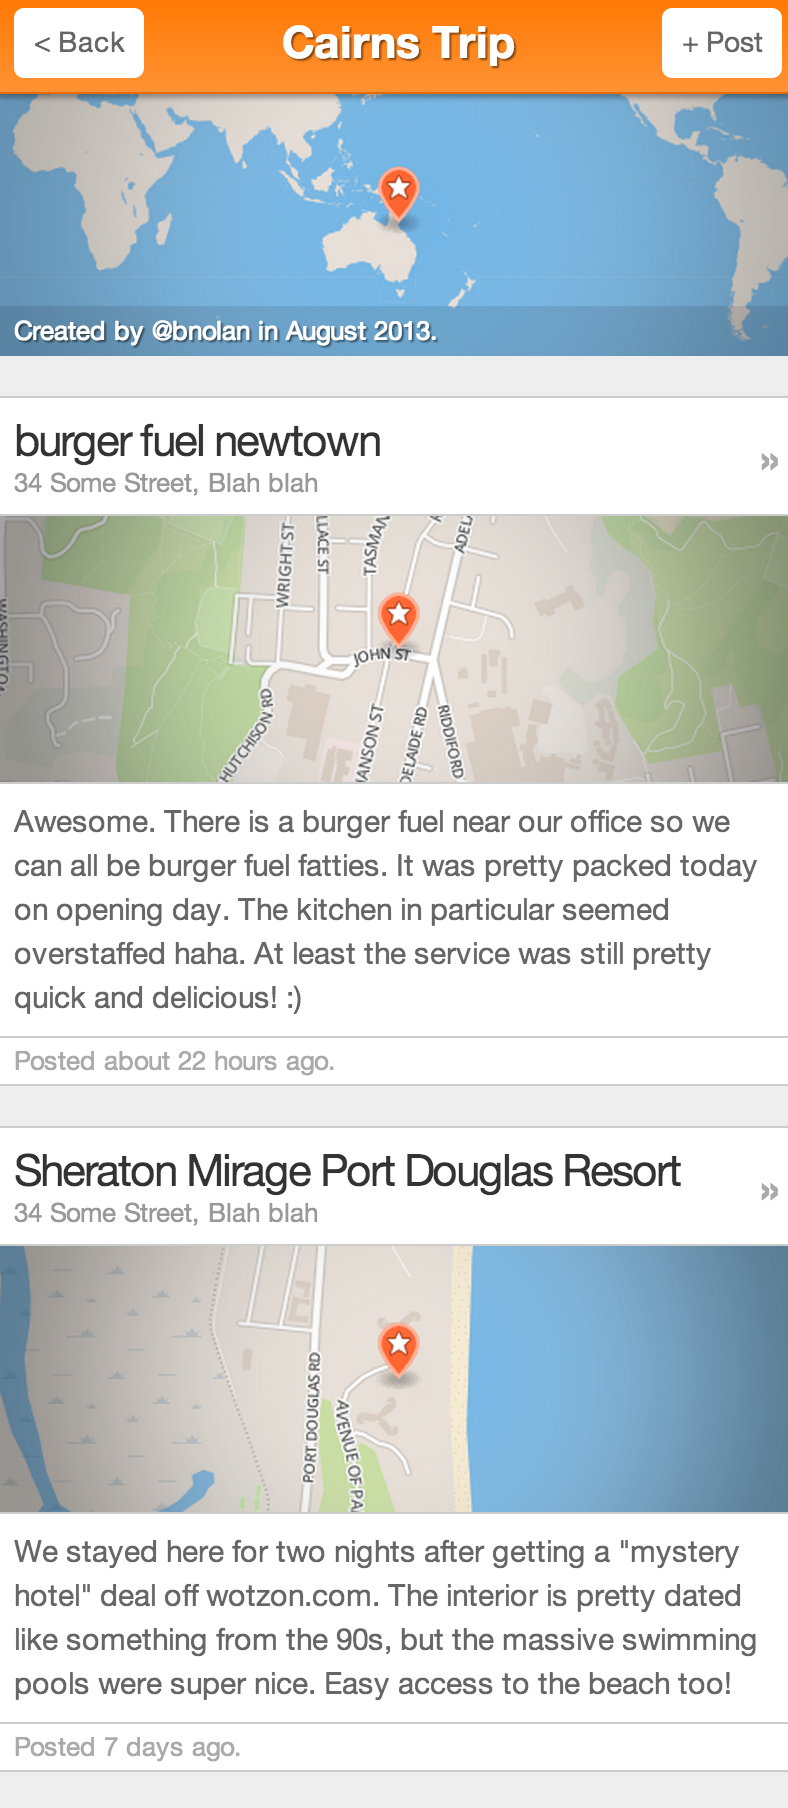 < Back
Cairns Trip
+ Post
Created by @bnolan in August 2013.
burger fuel newtown
34 Some Street, Blah blah
»
WRIGHT ST
LLACE ST
TASMAN
ADEL
JOHN ST
HUTCHISON RD
ANSON ST
DELAIDE RD
RIDDIFORD
Awesome. There is a burger fuel near our office so we
can all be burger fuel fatties. It was pretty packed today
on opening day. The kitchen in particular seemed
overstaffed haha. At least the service was still pretty
quick and delicious! :)
Posted about 22 hours ago.
Sheraton Mirage Port Douglas Resort
34 Some Street, Blah blah
»
PORT DOUGLAS RD
AVENUE OF PA
We stayed here for two nights after getting a "mystery
hotel" deal off wotzon.com. The interior is pretty dated
like something from the 90s, but the massive swimming
pools were super nice. Easy access to the beach too!
Posted 7 days ago.